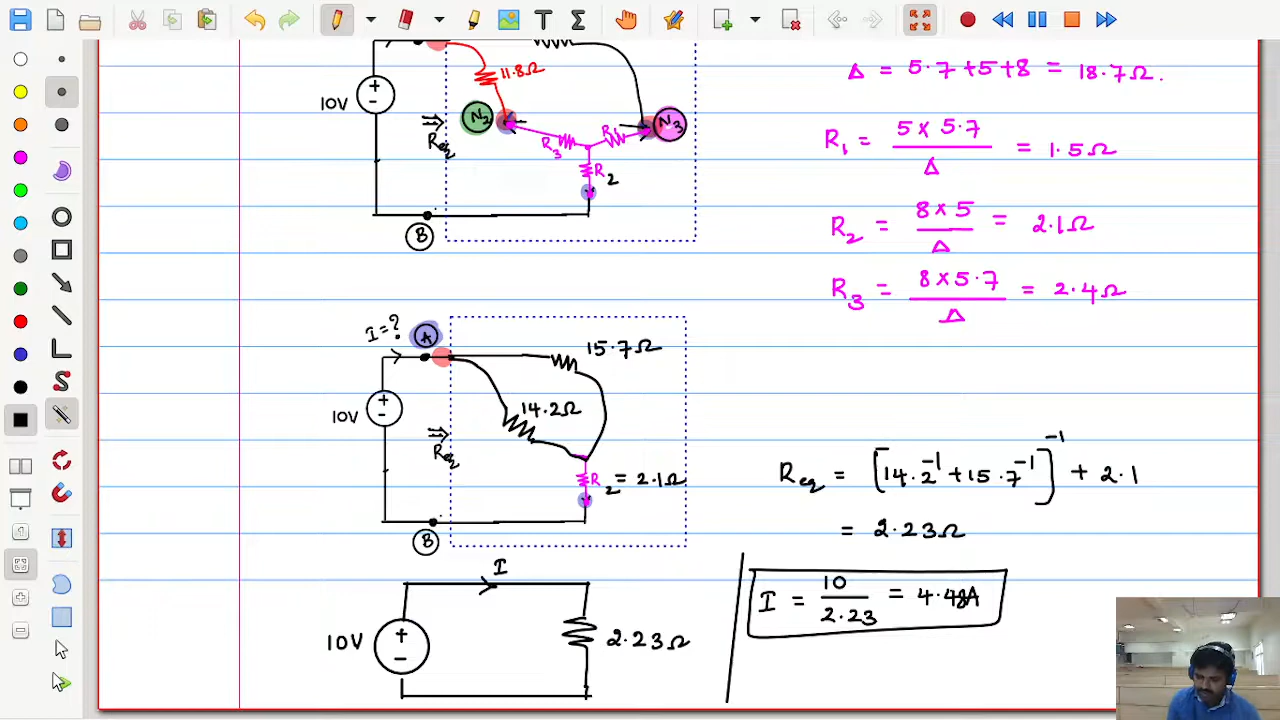 11.8Ω
10V
N2
N3
Req
R3
R
R2
B
Δ = 5.7+5+8 = 18.7Ω.
R1 = 5 × 5.7 / Δ = 1.5Ω
R2 = 8 × 5 / Δ = 2.1Ω
R3 = 8 × 5.7 / Δ = 2.4Ω
I=?
A
15.7Ω
14.2Ω
10V
Req
R2 = 2.1Ω
B
Req = [14.2⁻¹ + 15.7⁻¹]⁻¹ + 2.1
= 2.23Ω
I
10V
2.23Ω
I = 10 / 2.23 = 4.48A